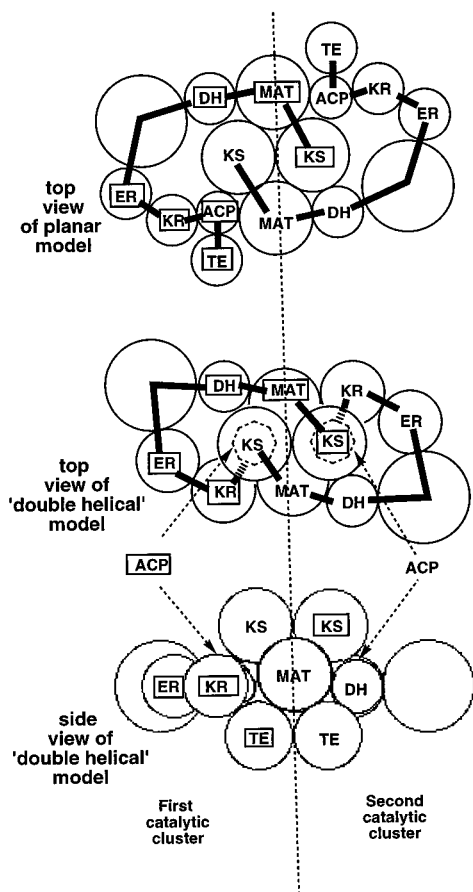 TE
DH
MAT
ACP
KR
ER
KS
KS
top
view
of planar
model
ER
KR
ACP
MAT
DH
TE
DH
MAT
KR
ER
KS
KS
top
view of
'double helical'
model
ER
KR
MAT
DH
ACP
ACP
KS
KS
MAT
ER
KR
DH
side
view of
'double helical'
model
TE
TE
First
catalytic
cluster
Second
catalytic
cluster